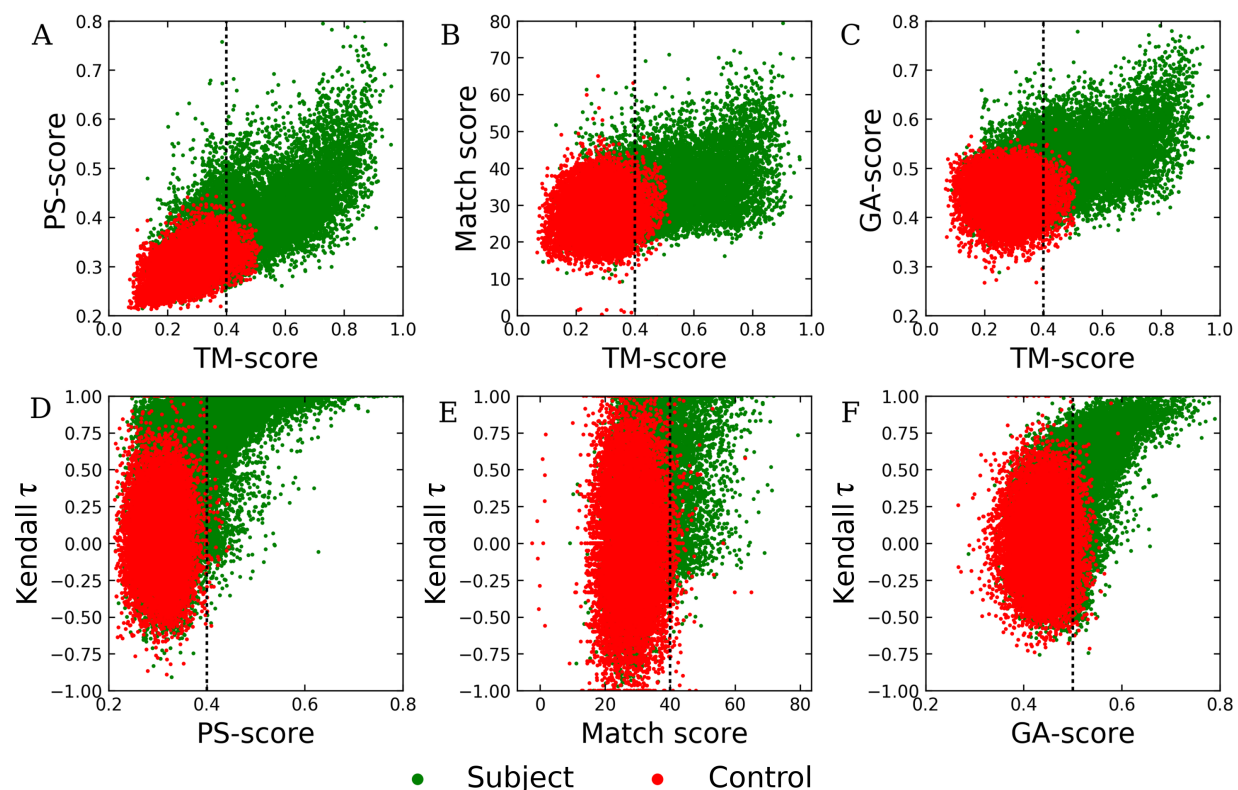 A
PS-score
0.8
0.7
0.6
0.5
0.4
0.3
0.2
0.0 0.2 0.4 0.6 0.8 1.0
TM-score
B
Match score
80
70
60
50
40
30
20
10
0
0.0 0.2 0.4 0.6 0.8 1.0
TM-score
C
GA-score
0.8
0.7
0.6
0.5
0.4
0.3
0.2
0.0 0.2 0.4 0.6 0.8 1.0
TM-score
D
Kendall τ
1.00
0.75
0.50
0.25
0.00
−0.25
−0.50
−0.75
−1.00
0.2 0.4 0.6 0.8
PS-score
E
Kendall τ
1.00
0.75
0.50
0.25
0.00
−0.25
−0.50
−0.75
−1.00
0 20 40 60 80
Match score
F
Kendall τ
1.00
0.75
0.50
0.25
0.00
−0.25
−0.50
−0.75
−1.00
0.2 0.4 0.6 0.8
GA-score
Subject Control